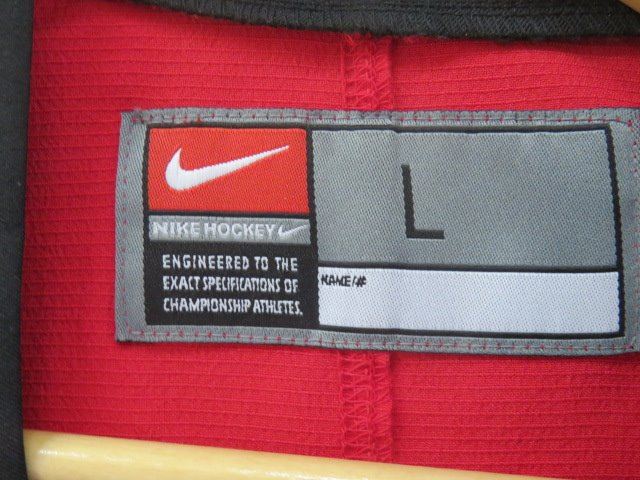 NIKE HOCKEY
ENGINEERED TO THE
EXACT SPECIFICATIONS OF
CHAMPIONSHIP ATHLETES.
L
NAME/#